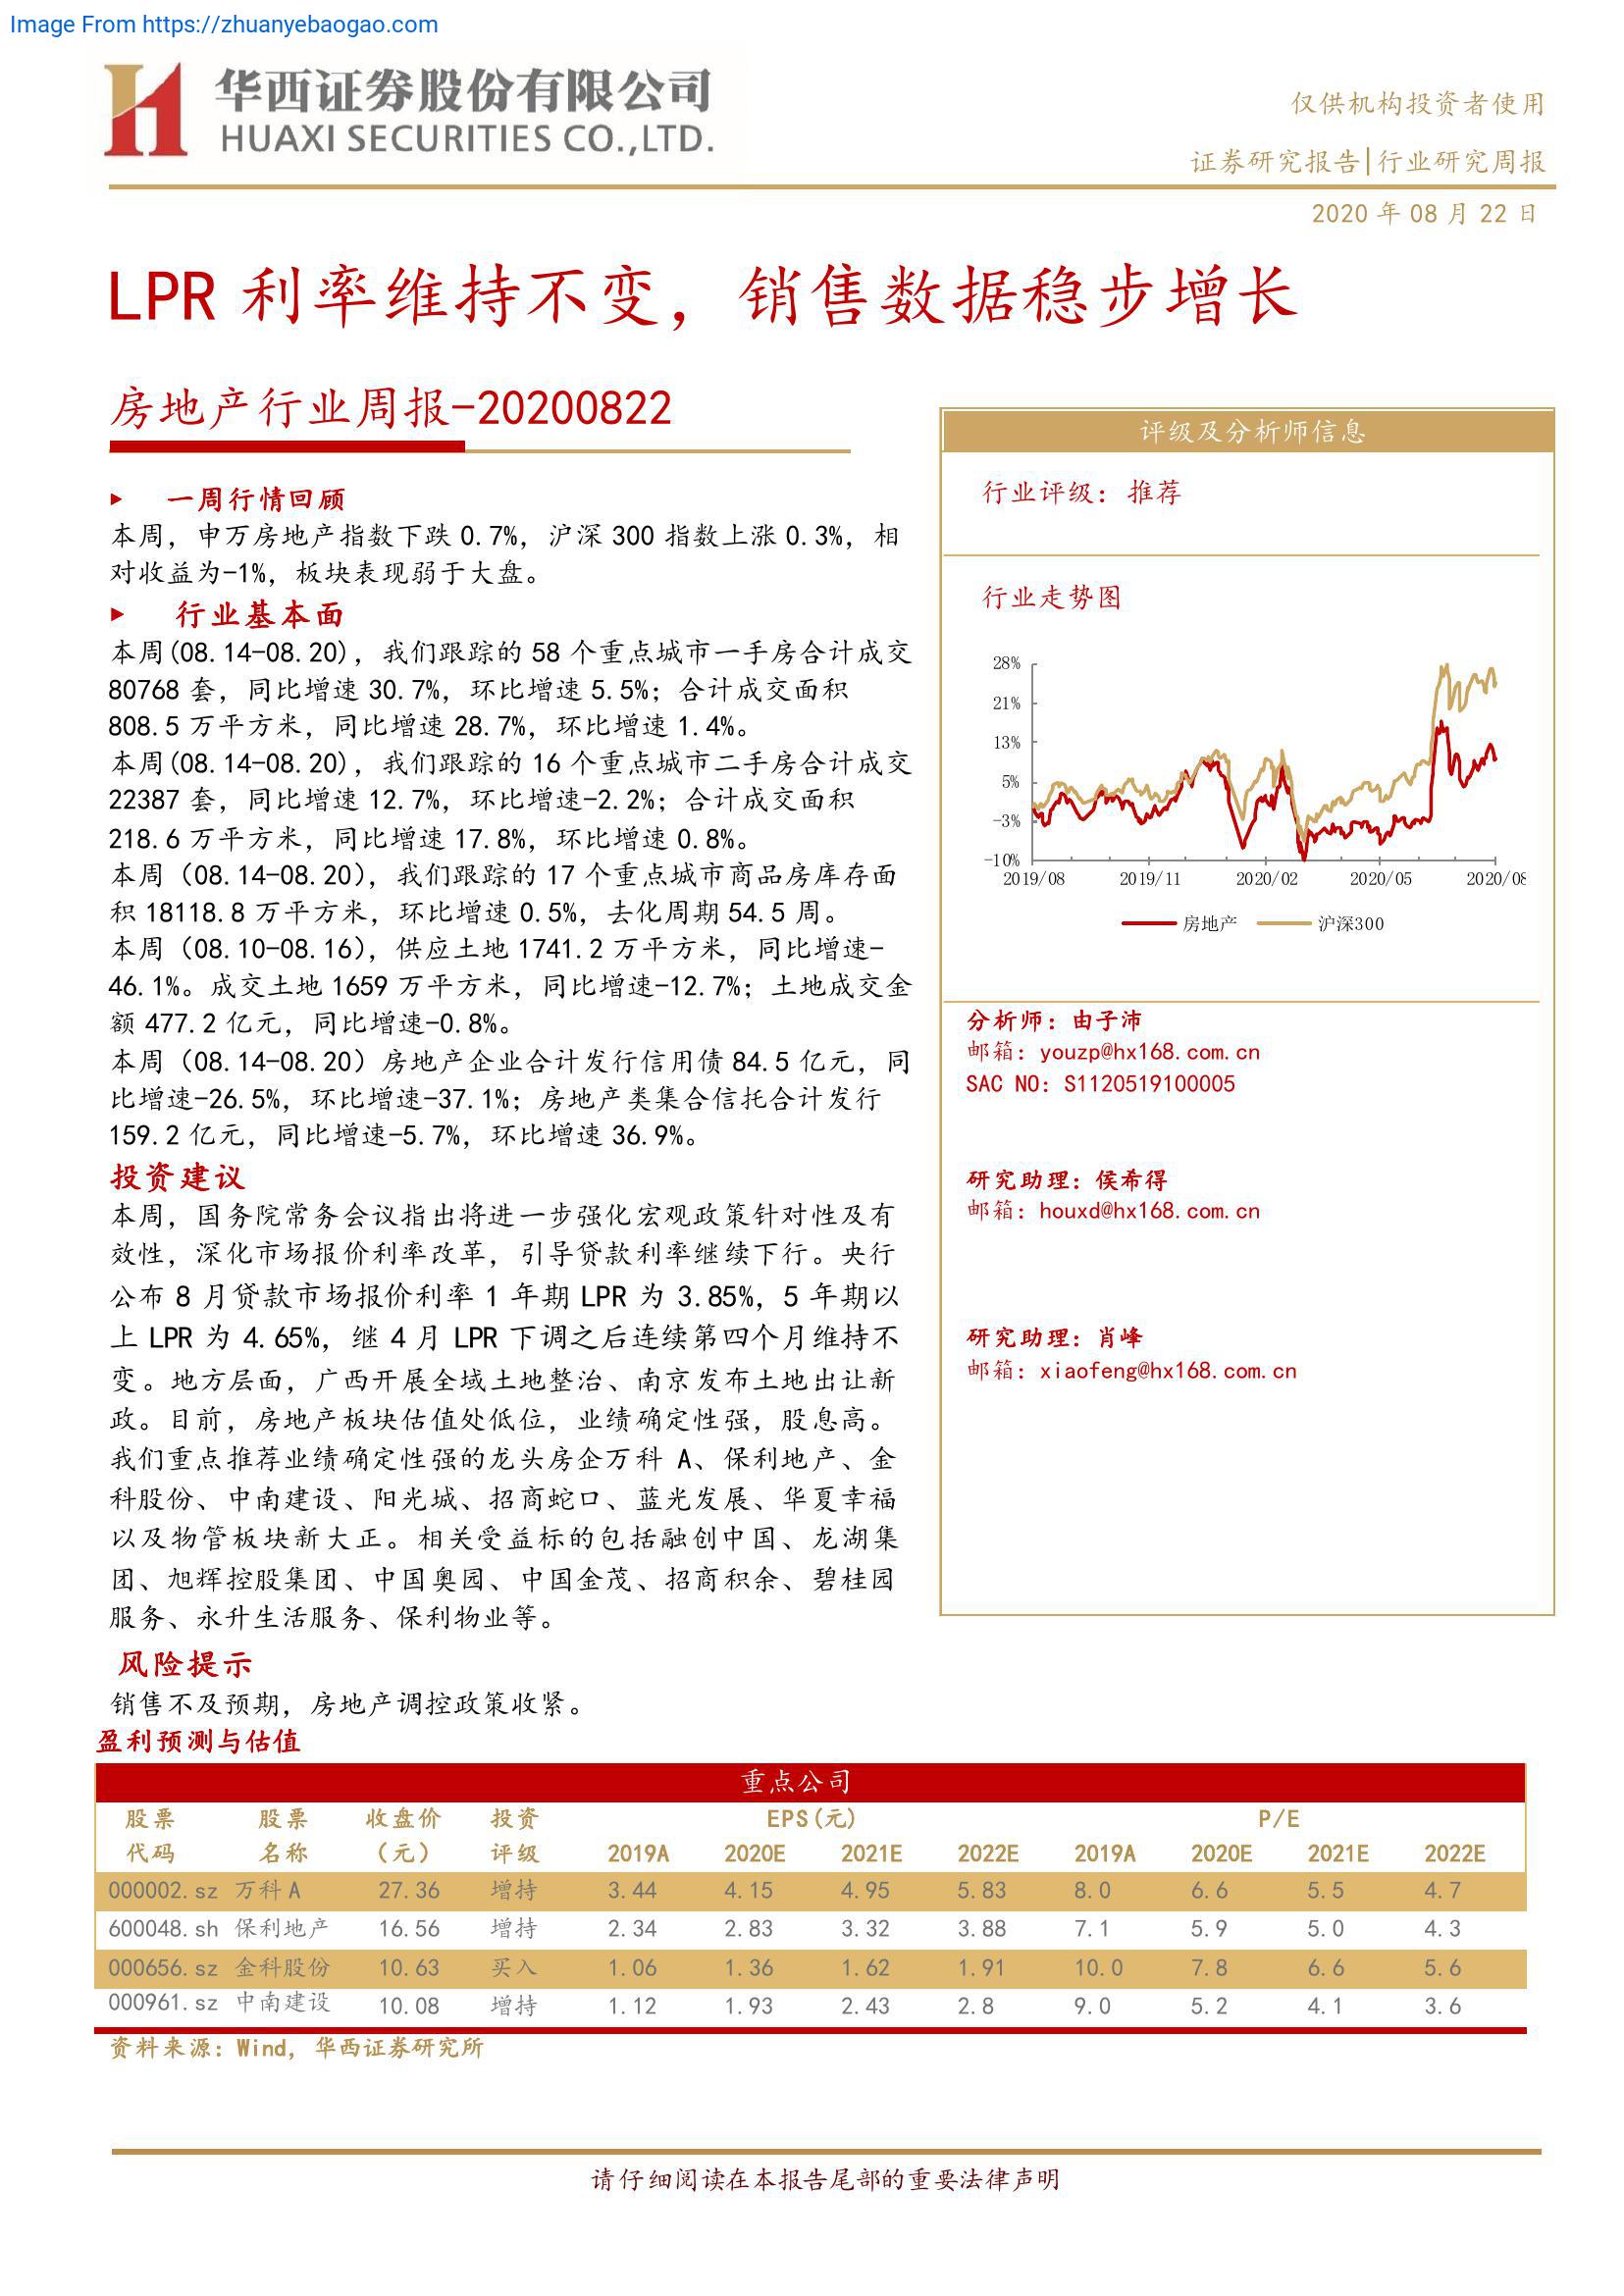 Image From https://zhuanyebaogao.com
华西证券股份有限公司
HUAXI SECURITIES CO.,LTD.
仅供机构投资者使用
证券研究报告|行业研究周报
2020 年 08 月 22 日
LPR 利率维持不变，销售数据稳步增长
房地产行业周报-20200822
一周行情回顾
本周，申万房地产指数下跌 0.7%，沪深 300 指数上涨 0.3%，相
对收益为-1%，板块表现弱于大盘。
行业基本面
本周(08.14-08.20)，我们跟踪的 58 个重点城市一手房合计成交
80768 套，同比增速 30.7%，环比增速 5.5%；合计成交面积
808.5 万平方米，同比增速 28.7%，环比增速 1.4%。
本周(08.14-08.20)，我们跟踪的 16 个重点城市二手房合计成交
22387 套，同比增速 12.7%，环比增速-2.2%；合计成交面积
218.6 万平方米，同比增速 17.8%，环比增速 0.8%。
本周（08.14-08.20），我们跟踪的 17 个重点城市商品房库存面
积 18118.8 万平方米，环比增速 0.5%，去化周期 54.5 周。
本周（08.10-08.16），供应土地 1741.2 万平方米，同比增速-
46.1%。成交土地 1659 万平方米，同比增速-12.7%；土地成交金
额 477.2 亿元，同比增速-0.8%。
本周（08.14-08.20）房地产企业合计发行信用债 84.5 亿元，同
比增速-26.5%，环比增速-37.1%；房地产类集合信托合计发行
159.2 亿元，同比增速-5.7%，环比增速 36.9%。
投资建议
本周，国务院常务会议指出将进一步强化宏观政策针对性及有
效性，深化市场报价利率改革，引导贷款利率继续下行。央行
公布 8 月贷款市场报价利率 1 年期 LPR 为 3.85%，5 年期以
上 LPR 为 4.65%，继 4 月 LPR 下调之后连续第四个月维持不
变。地方层面，广西开展全域土地整治、南京发布土地出让新
政。目前，房地产板块估值处低位，业绩确定性强，股息高。
我们重点推荐业绩确定性强的龙头房企万科 A、保利地产、金
科股份、中南建设、阳光城、招商蛇口、蓝光发展、华夏幸福
以及物管板块新大正。相关受益标的包括融创中国、龙湖集
团、旭辉控股集团、中国奥园、中国金茂、招商积余、碧桂园
服务、永升生活服务、保利物业等。
风险提示
销售不及预期，房地产调控政策收紧。
评级及分析师信息
行业评级：推荐
行业走势图
28%
21%
13%
5%
-3%
-10%
2019/08 2019/11 2020/02 2020/05 2020/08
房地产 沪深300
分析师：由子沛
邮箱：youzp@hx168.com.cn
SAC NO：S1120519100005
研究助理：侯希得
邮箱：houxd@hx168.com.cn
研究助理：肖峰
邮箱：xiaofeng@hx168.com.cn
盈利预测与估值
重点公司
股票 股票 收盘价 投资 EPS(元) P/E
代码 名称 （元） 评级 2019A 2020E 2021E 2022E 2019A 2020E 2021E 2022E
000002.sz 万科 A 27.36 增持 3.44 4.15 4.95 5.83 8.0 6.6 5.5 4.7
600048.sh 保利地产 16.56 增持 2.34 2.83 3.32 3.88 7.1 5.9 5.0 4.3
000656.sz 金科股份 10.63 买入 1.06 1.36 1.62 1.91 10.0 7.8 6.6 5.6
000961.sz 中南建设 10.08 增持 1.12 1.93 2.43 2.8 9.0 5.2 4.1 3.6
资料来源：Wind，华西证券研究所
请仔细阅读在本报告尾部的重要法律声明